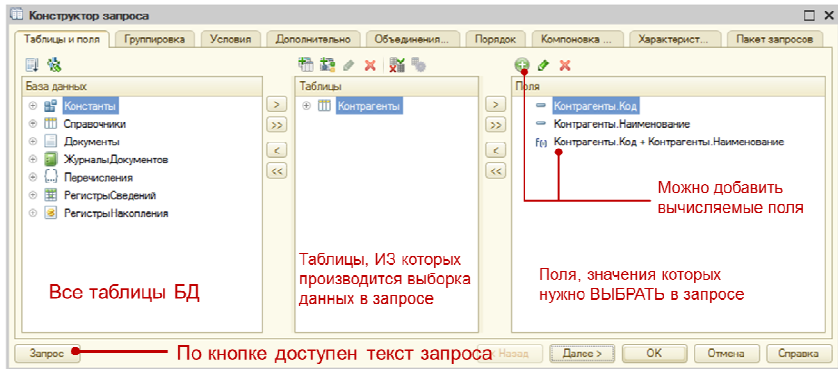 Конструктор запроса
Таблицы и поля Группировка Условия Дополнительно Объединения... Порядок Компоновка ... Характерист... Пакет запросов
База данных
Константы
Справочники
Документы
ЖурналыДокументов
Перечисления
РегистрыСведений
РегистрыНакопления
Все таблицы БД
Таблицы
Контрагенты
Таблицы, ИЗ которых
производится выборка
данных в запросе
Поля
Контрагенты.Код
Контрагенты.Наименование
Контрагенты.Код + Контрагенты.Наименование
Можно добавить
вычисляемые поля
Поля, значения которых
нужно ВЫБРАТЬ в запросе
Запрос По кнопке доступен текст запроса Назад Далее > OK Отмена Справка